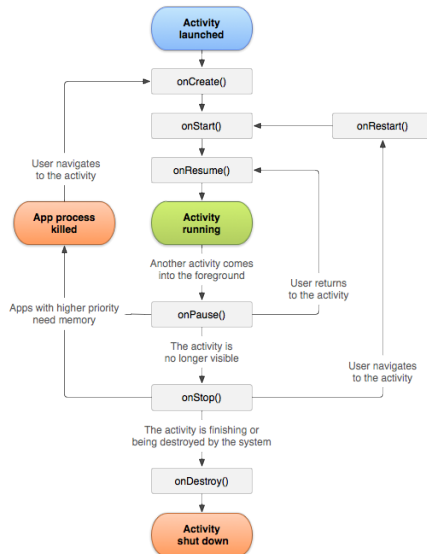 Activity
launched
onCreate()
onStart()
onRestart()
User navigates
to the activity
onResume()
App process
killed
Activity
running
Another activity comes
into the foreground
User returns
to the activity
Apps with higher priority
need memory
onPause()
The activity is
no longer visible
User navigates
to the activity
onStop()
The activity is finishing or
being destroyed by the system
onDestroy()
Activity
shut down